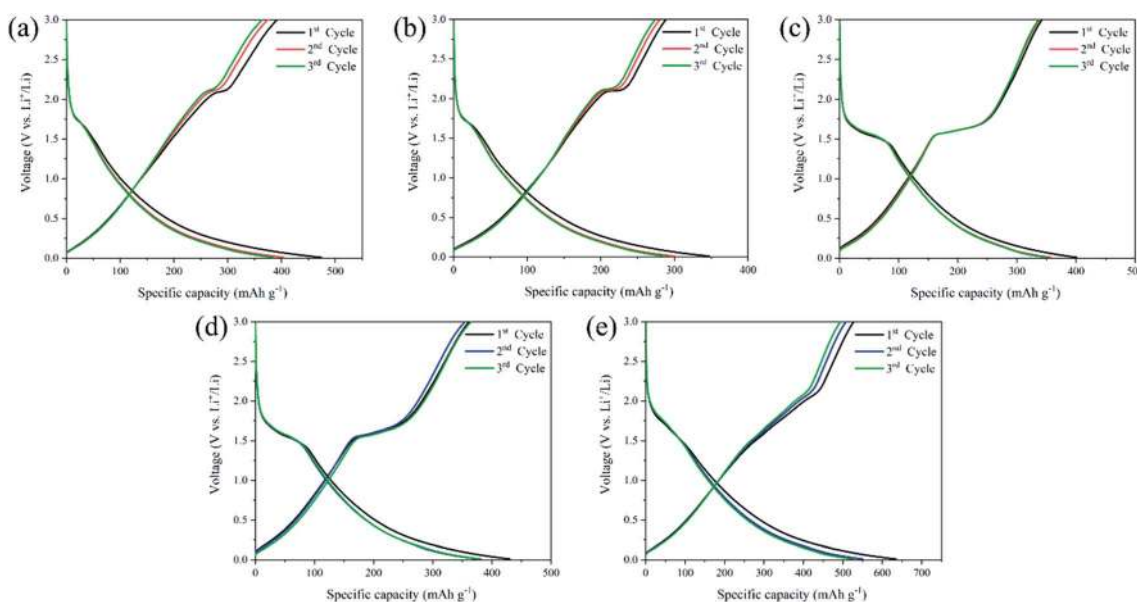 (a)
3.0
2.5
2.0
1.5
1.0
0.5
0.0
Voltage (V vs. Li⁺/Li)
1ˢᵗ Cycle
2ⁿᵈ Cycle
3ʳᵈ Cycle
0 100 200 300 400 500
Specific capacity (mAh g⁻¹)
(b)
3.0
2.5
2.0
1.5
1.0
0.5
0.0
Voltage (V vs. Li⁺/Li)
1ˢᵗ Cycle
2ⁿᵈ Cycle
3ʳᵈ Cycle
0 100 200 300 400
Specific capacity (mAh g⁻¹)
(c)
3.0
2.5
2.0
1.5
1.0
0.5
0.0
Voltage (V vs. Li⁺/Li)
1ˢᵗ Cycle
2ⁿᵈ Cycle
3ʳᵈ Cycle
0 100 200 300 400 500
Specific capacity (mAh g⁻¹)
(d)
3.0
2.5
2.0
1.5
1.0
0.5
0.0
Voltage (V vs. Li⁺/Li)
1ˢᵗ Cycle
2ⁿᵈ Cycle
3ʳᵈ Cycle
0 100 200 300 400 500
Specific capacity (mAh g⁻¹)
(e)
3.0
2.5
2.0
1.5
1.0
0.5
0.0
Voltage (V vs. Li⁺/Li)
1ˢᵗ Cycle
2ⁿᵈ Cycle
3ⁿᵈ Cycle
0 100 200 300 400 500 600 700
Specific capacity (mAh g⁻¹)